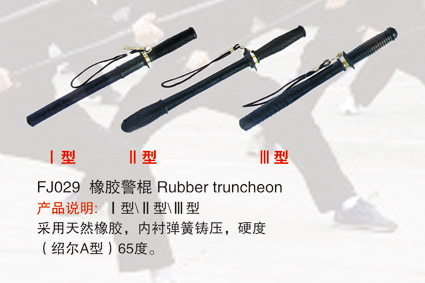 Ⅰ型 Ⅱ型 Ⅲ型
FJ029 橡胶警棍 Rubber truncheon
产品说明: Ⅰ型\Ⅱ型\Ⅲ型
采用天然橡胶，内衬弹簧铸压，硬度
（绍尔A型）65度。